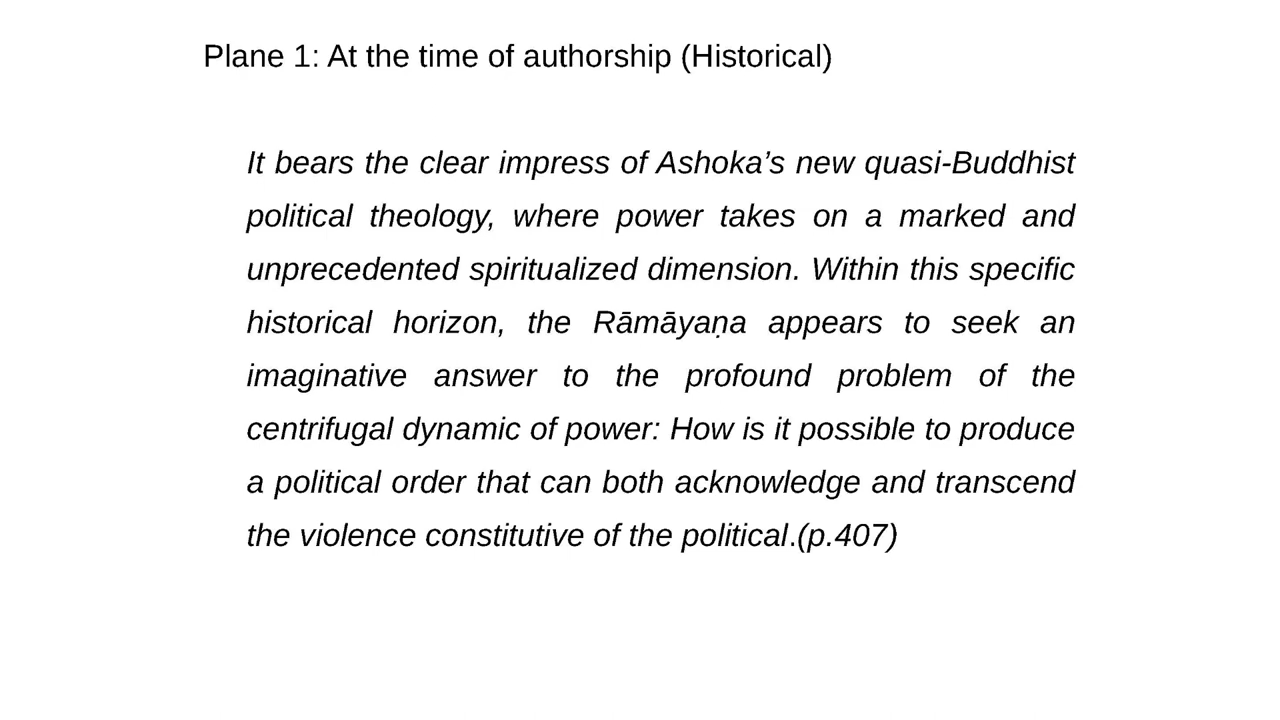 Plane 1: At the time of authorship (Historical)
It bears the clear impress of Ashoka’s new quasi-Buddhist
political theology, where power takes on a marked and
unprecedented spiritualized dimension. Within this specific
historical horizon, the Rāmāyaṇa appears to seek an
imaginative answer to the profound problem of the
centrifugal dynamic of power: How is it possible to produce
a political order that can both acknowledge and transcend
the violence constitutive of the political.(p.407)